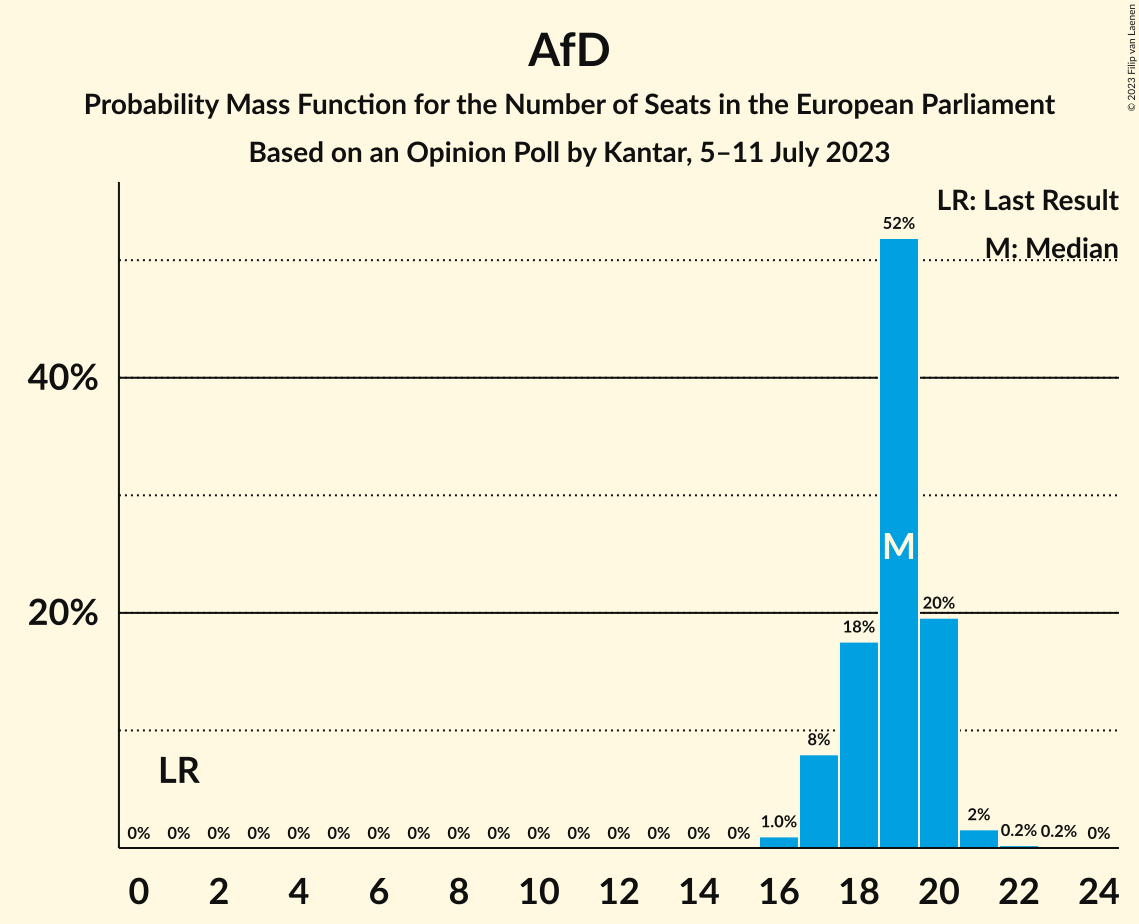 AfD
Probability Mass Function for the Number of Seats in the European Parliament
Based on an Opinion Poll by Kantar, 5–11 July 2023
© 2023 Filip van Laenen
LR: Last Result
M: Median
52%
40%
M
20%
20%
18%
8%
LR
0% 0% 0% 0% 0% 0% 0% 0% 0% 0% 0% 0% 0% 0% 0% 0% 1.0% 2% 0.2% 0.2% 0%
0 2 4 6 8 10 12 14 16 18 20 22 24